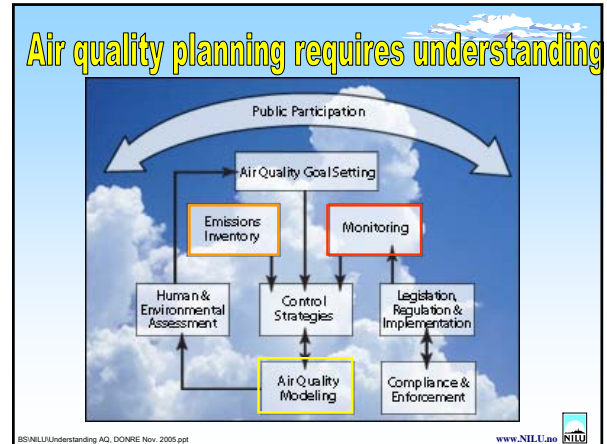 Air quality planning requires understanding
Public Participation
Air Quality Goal Setting
Emissions
Inventory
Monitoring
Human &
Environmental
Assessment
Control
Strategies
Legislation,
Regulation &
Implementation
Air Quality
Modeling
Compliance &
Enforcement
BS\NILU\Understanding AQ, DONRE Nov. 2005.ppt
www.NILU.no
NILU